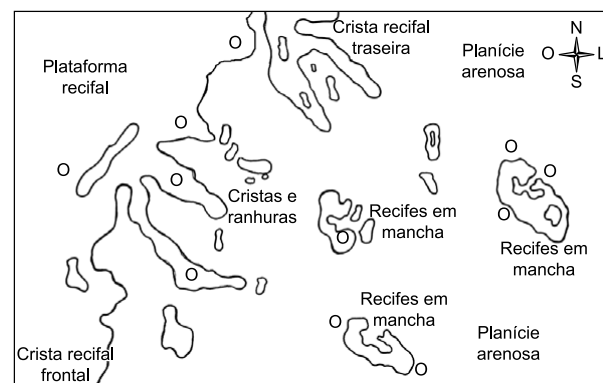 Crista recifal
traseira
Planície
arenosa
N
O L
S
O
Plataforma
recifal
O
O
O
O
O
Cristas e
ranhuras
Recifes em
mancha
O
O
Recifes em
mancha
O
O
Recifes em
mancha
O
Planície
arenosa
Crista recifal
frontal
O